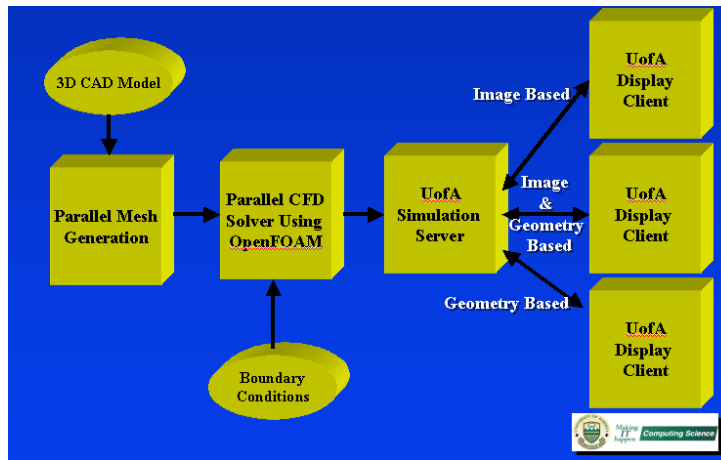 3D CAD Model
Parallel Mesh
Generation
Parallel CFD
Solver Using
OpenFOAM
Boundary
Conditions
UofA
Simulation
Server
Image Based
Image
&
Geometry
Based
Geometry Based
UofA
Display
Client
UofA
Display
Client
UofA
Display
Client
Making
IT
happen
Computing Science